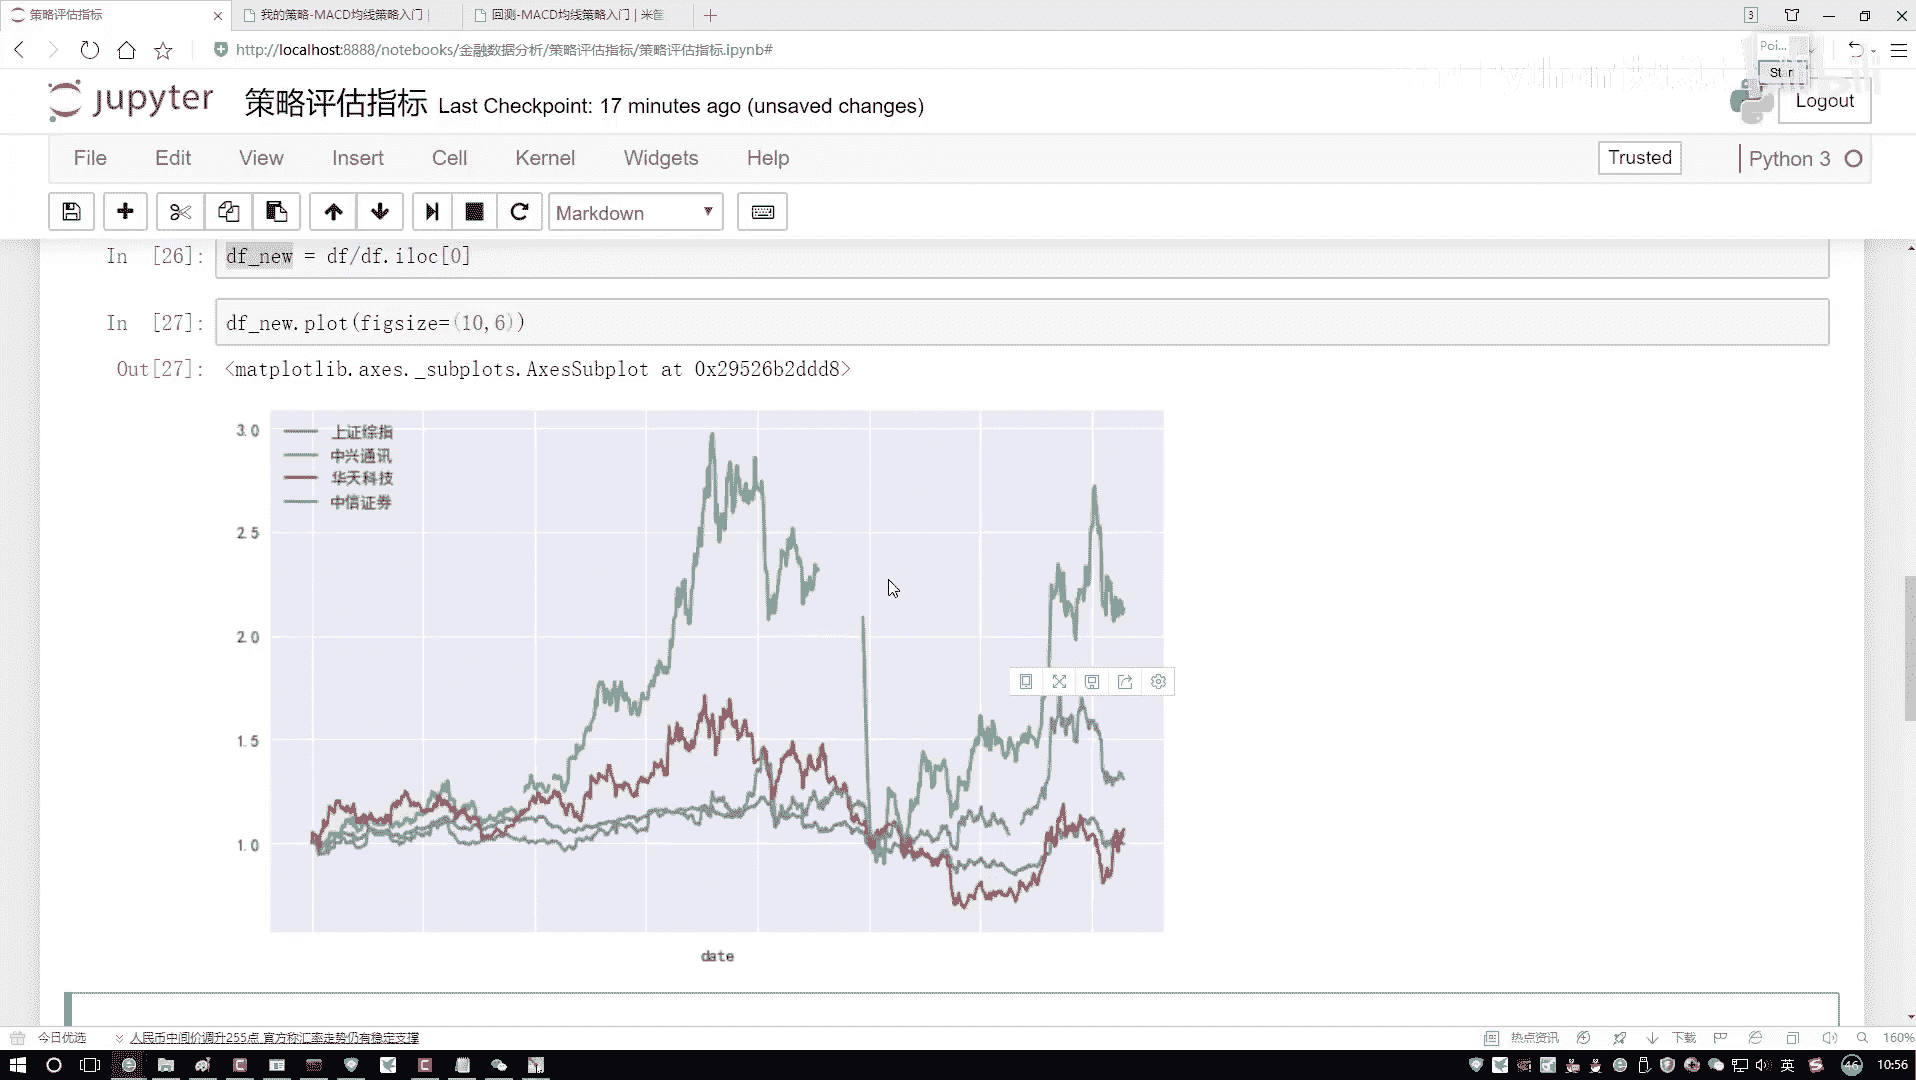 策略评估指标
我的策略-MACD均线策略入门
回测-MACD均线策略入门 | 米筐
3
http://localhost:8888/notebooks/金融数据分析/策略评估指标/策略评估指标.ipynb#
Poi...
Star
jupyter
策略评估指标 Last Checkpoint: 17 minutes ago (unsaved changes)
Logout
File Edit View Insert Cell Kernel Widgets Help
Trusted
Python 3
Markdown
In [26]: df_new = df/df.iloc[0]
In [27]: df_new.plot(figsize=(10,6))
Out[27]: <matplotlib.axes._subplots.AxesSubplot at 0x29526b2ddd8>
3.0
上证综指
中兴通讯
华天科技
中信证券
2.5
2.0
1.5
1.0
date
今日优选
人民币中间价调升255点 官方称汇率走势仍有稳定支撑
热点资讯
下载
160%
英
46
10:56